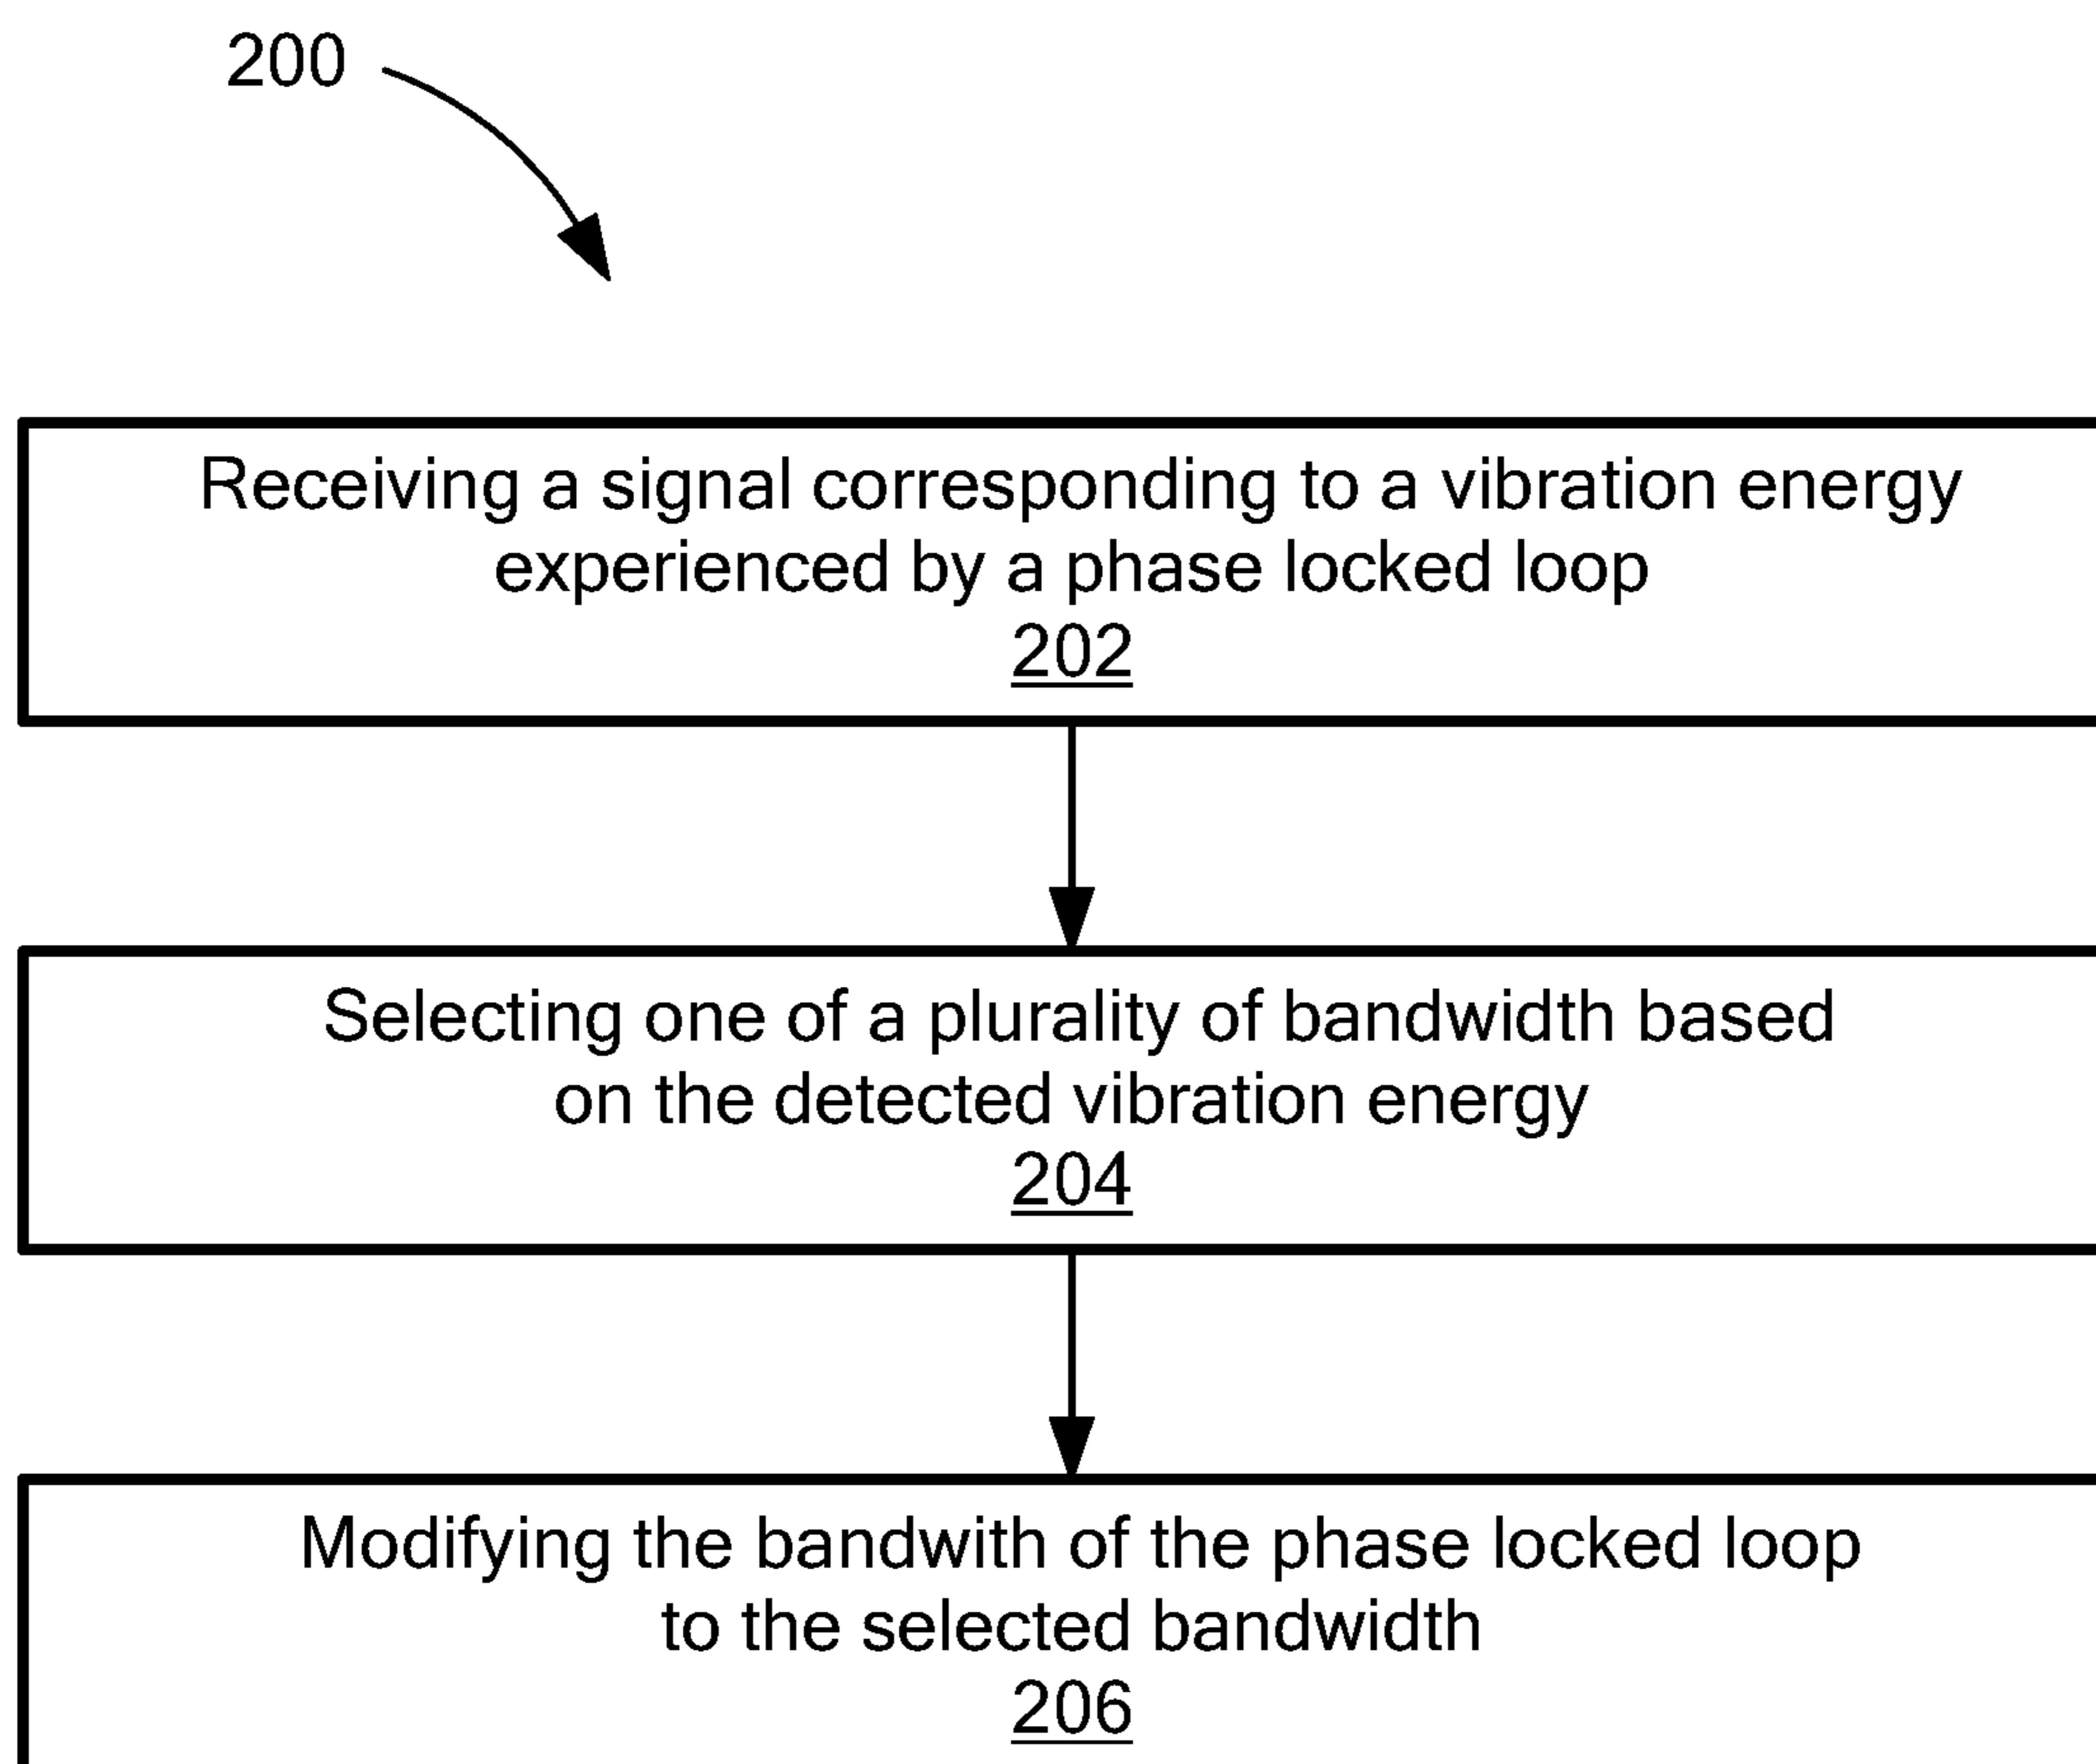 200
Receiving a signal corresponding to a vibration energy
experienced by a phase locked loop
202
Selecting one of a plurality of bandwidth based
on the detected vibration energy
204
Modifying the bandwith of the phase locked loop
to the selected bandwidth
206